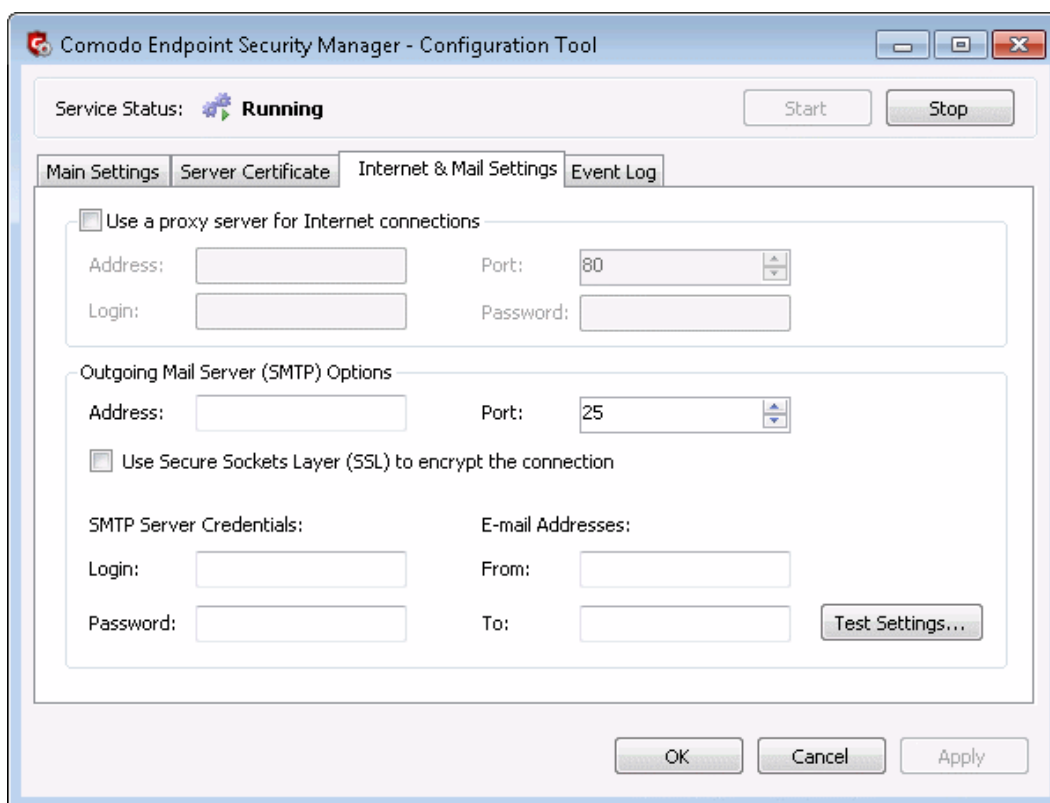 Comodo Endpoint Security Manager - Configuration Tool
Service Status: Running Start Stop
Main Settings Server Certificate Internet & Mail Settings Event Log
Use a proxy server for Internet connections
Address: Port: 80
Login: Password:
Outgoing Mail Server (SMTP) Options
Address: Port: 25
Use Secure Sockets Layer (SSL) to encrypt the connection
SMTP Server Credentials: E-mail Addresses:
Login: From:
Password: To: Test Settings...
OK Cancel Apply